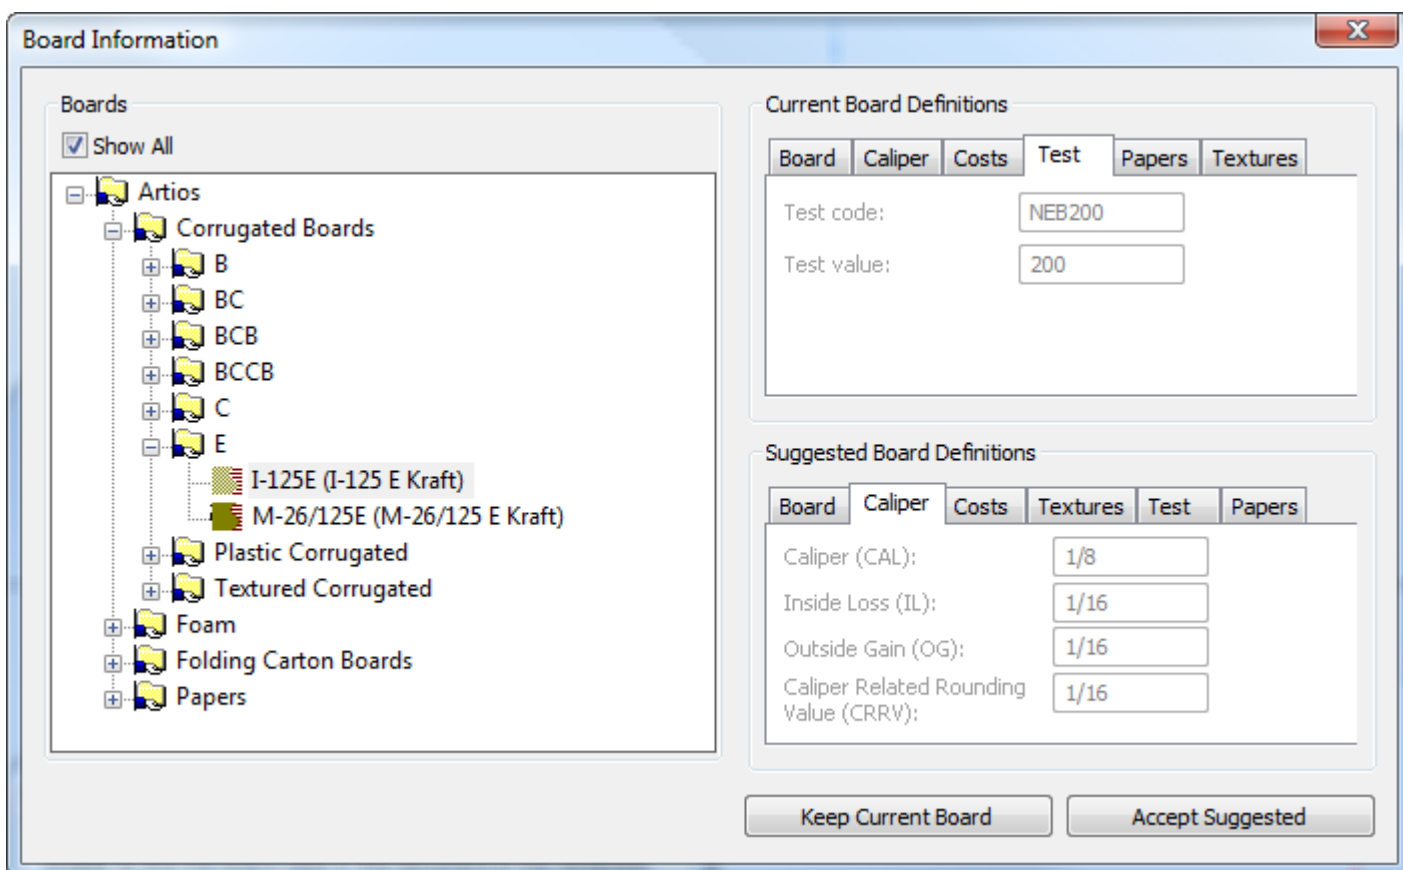 Board Information
Boards
Show All
Artios
Corrugated Boards
B
BC
BCB
BCCB
C
E
I-125E (I-125 E Kraft)
M-26/125E (M-26/125 E Kraft)
Plastic Corrugated
Textured Corrugated
Foam
Folding Carton Boards
Papers
Current Board Definitions
Board Caliper Costs Test Papers Textures
Test code: NEB200
Test value: 200
Suggested Board Definitions
Board Caliper Costs Textures Test Papers
Caliper (CAL): 1/8
Inside Loss (IL): 1/16
Outside Gain (OG): 1/16
Caliper Related Rounding
Value (CRRV): 1/16
Keep Current Board Accept Suggested